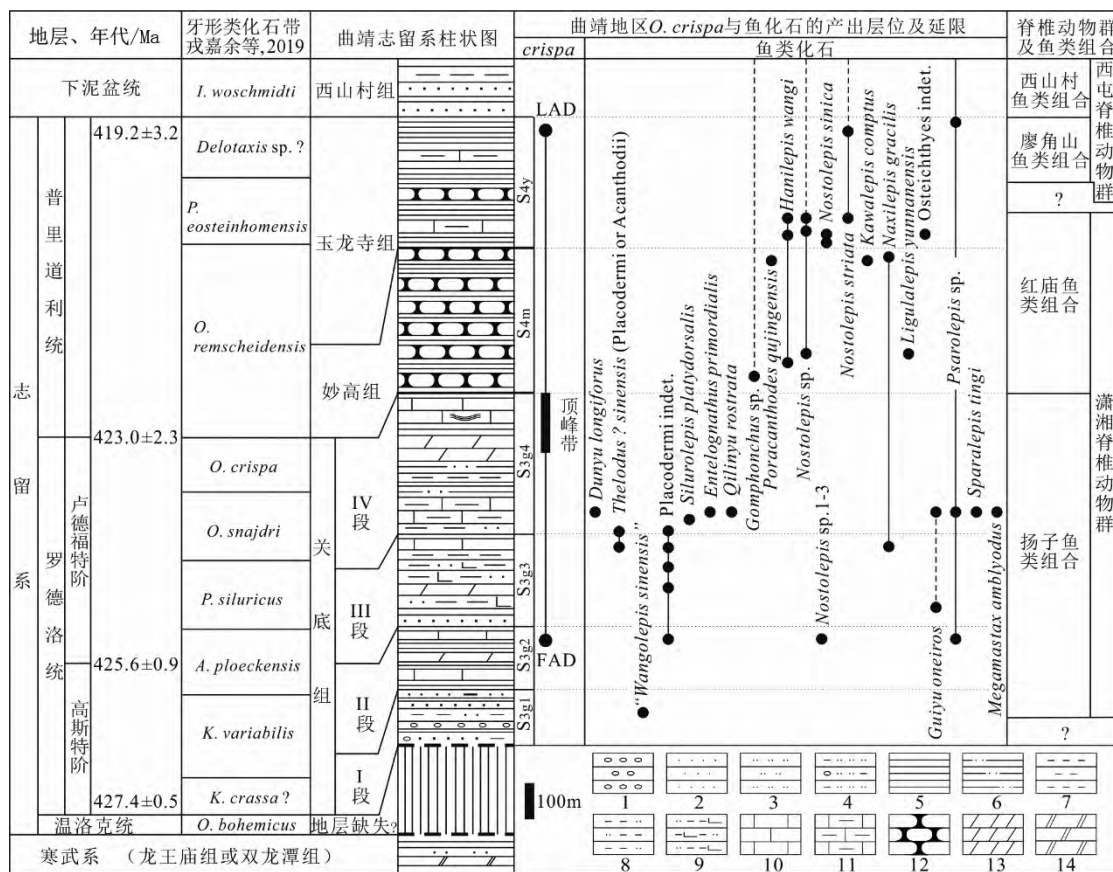 地层、年代/Ma
牙形类化石带
戎嘉余等,2019
曲靖志留系柱状图
曲靖地区O. crispa与鱼化石的产出层位及延限
crispa
鱼类化石
脊椎动物群
及鱼类组合
下泥盆统
I. woschmidti
西山村组
LAD
西山村
鱼类组合
西屯脊椎动物群
419.2±3.2
Delotaxis sp. ?
廖角山
鱼类组合
?
志留系
普里道利统
P.
eosteinhomensis
玉龙寺组
S4y
O.
remscheidensis
S4m
妙高组
红庙鱼
类组合
423.0±2.3
顶峰带
S3g4
罗德洛统
卢德福特阶
O. crispa
O. snajdri
P. siluricus
关底组
IV
段
III
段
S3g3
扬子鱼
类组合
潇湘脊椎动物群
425.6±0.9
A. ploeckensis
S3g2
FAD
高斯特阶
K. variabilis
II
段
S3g1
?
427.4±0.5
K. crassa ?
I
段
温洛克统
O. bohemicus
地层缺失?
寒武系 （龙王庙组或双龙潭组）
100m
Dunyu longiforus
Thelodus ? sinensis (Placodermi or Acanthodii)
"Wangolepis sinensis"
Placodermi indet.
Silurolepis platydorsalis
Entelognathus primordialis
Qilinyu rostrata
Gomphonchus sp.
Poracanthodes qujingensis
Hanilepis wangi
Nostolepis sp.
Nostolepis sp.1-3
Nostolepis sinica
Nostolepis striata
Kawalepis comptus
Naxilepis gracilis
Ligulalepis yunnanensis
Osteichthyes indet.
Guiyu oneiros
Psarolepis sp.
Sparalepis tingi
Megamastax amblyodus
1
2
3
4
5
6
7
8
9
10
11
12
13
14